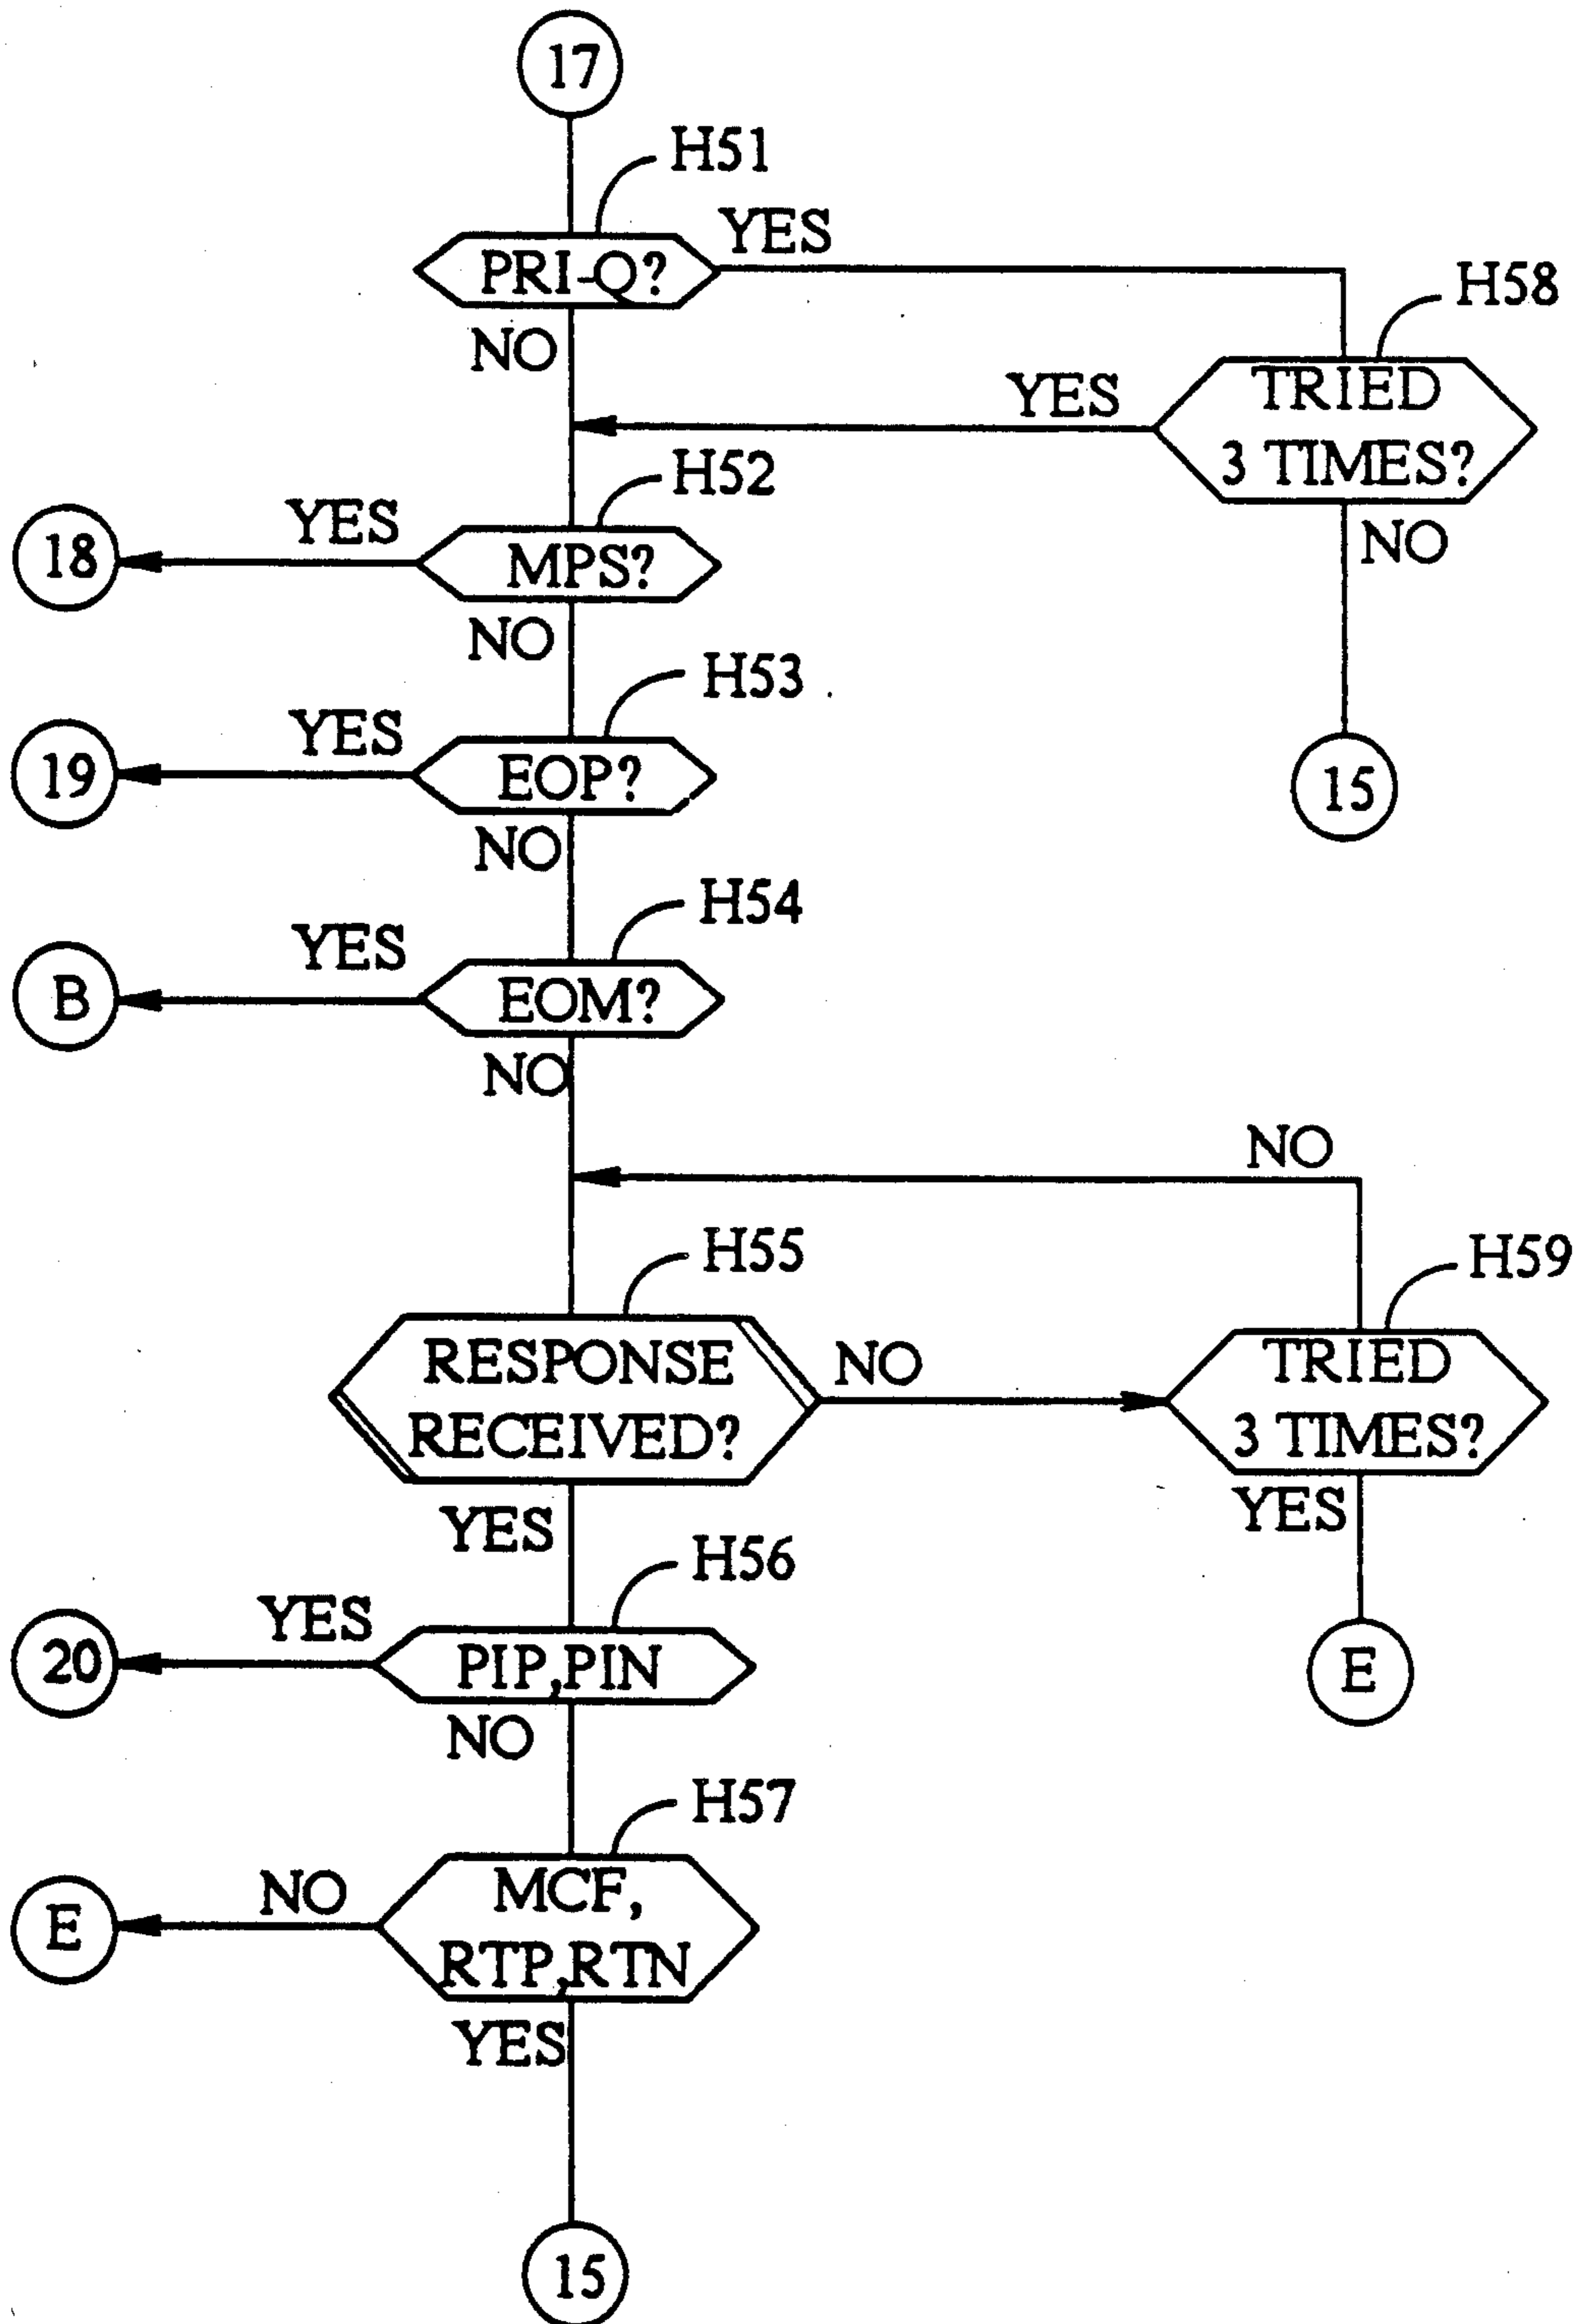 17
H51
PRI-Q?
YES
NO
H58
TRIED
3 TIMES?
YES
NO
15
H52
MPS?
YES
18
NO
H53
EOP?
YES
19
NO
H54
EOM?
YES
B
NO
NO
H55
RESPONSE
RECEIVED?
NO
H59
TRIED
3 TIMES?
YES
E
YES
H56
PIP,PIN
YES
20
NO
H57
MCF,
RTP,RTN
NO
E
YES
15